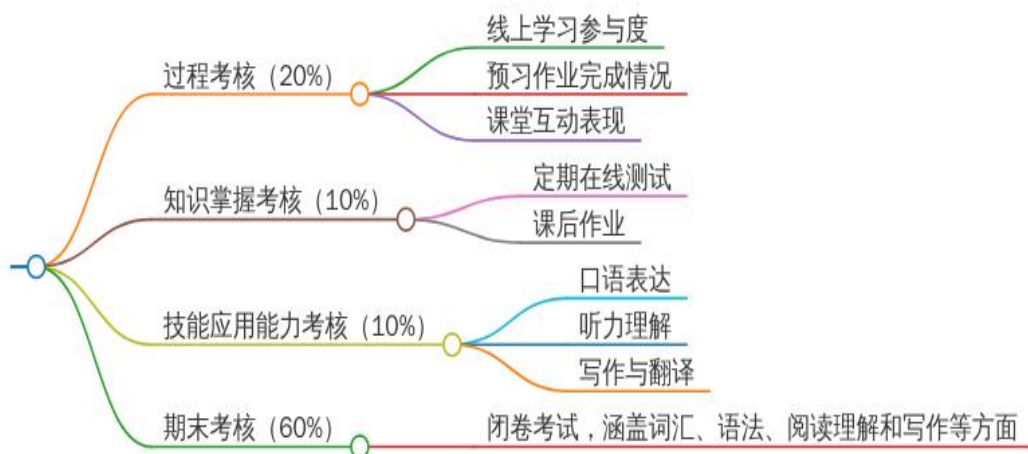 过程考核（20%）
线上学习参与度
预习作业完成情况
课堂互动表现
知识掌握考核（10%）
定期在线测试
课后作业
技能应用能力考核（10%）
口语表达
听力理解
写作与翻译
期末考核（60%）
闭卷考试，涵盖词汇、语法、阅读理解和写作等方面